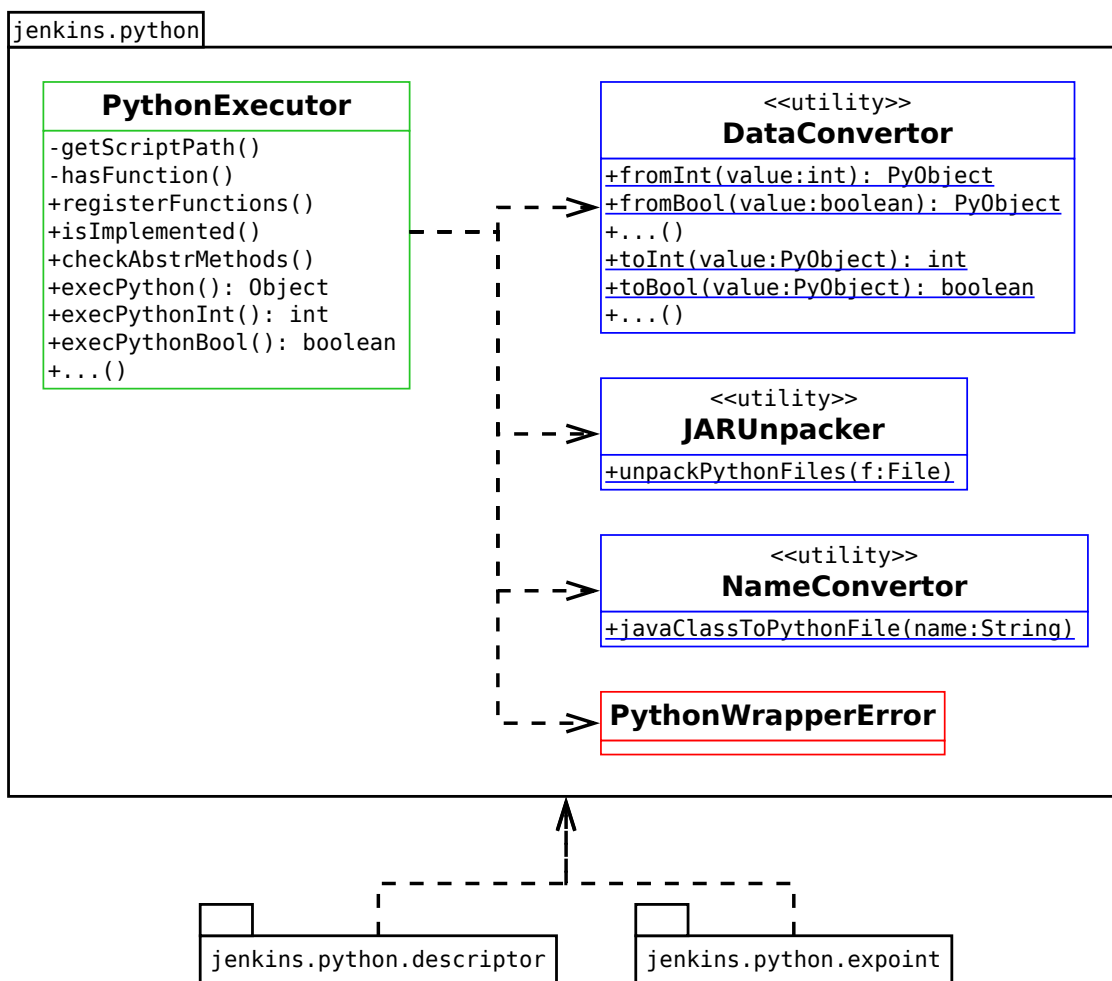 jenkins.python
PythonExecutor
-getScriptPath()
-hasFunction()
+registerFunctions()
+isImplemented()
+checkAbstrMethods()
+execPython(): Object
+execPythonInt(): int
+execPythonBool(): boolean
+...()
<<utility>>
DataConvertor
+fromInt(value:int): PyObject
+fromBool(value:boolean): PyObject
+...()
+toInt(value:PyObject): int
+toBool(value:PyObject): boolean
+...()
<<utility>>
JARUnpacker
+unpackPythonFiles(f:File)
<<utility>>
NameConvertor
+javaClassToPythonFile(name:String)
PythonWrapperError
jenkins.python.descriptor
jenkins.python.expoint